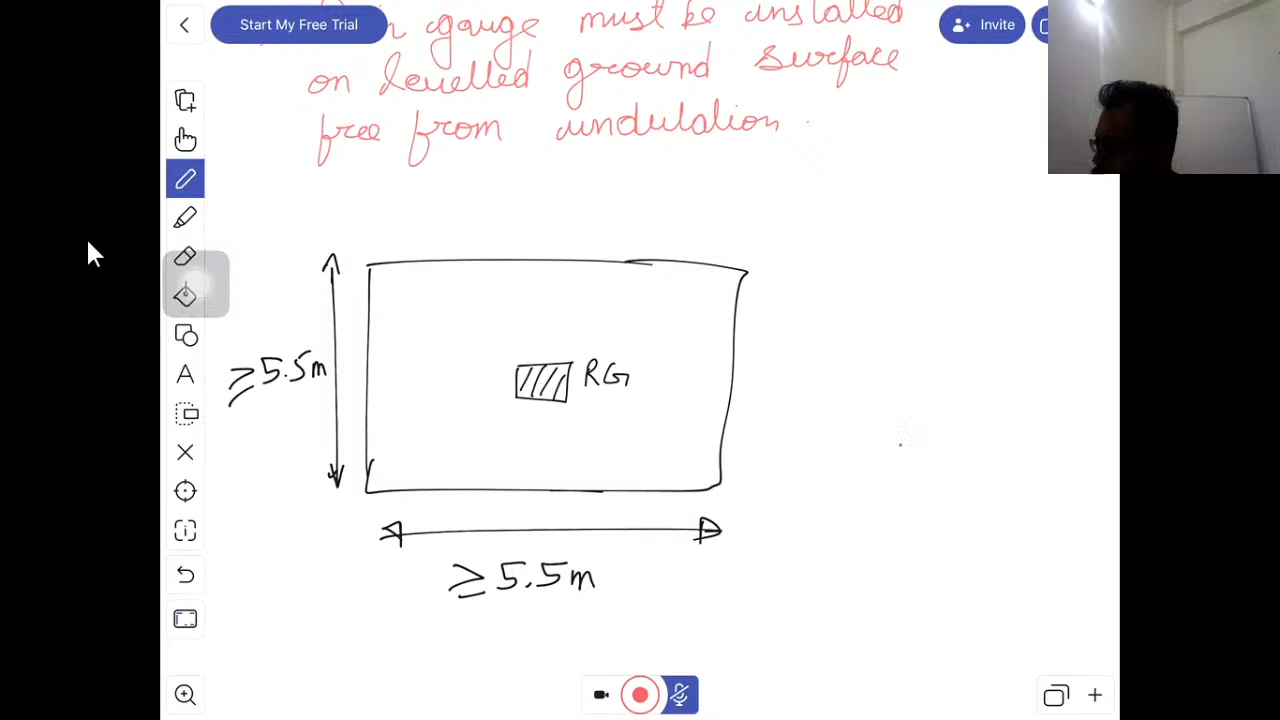 Start My Free Trial
Invite
gauge must be installed
on levelled ground surface
free from undulation.
≥5.5m
RG
≥5.5m
A